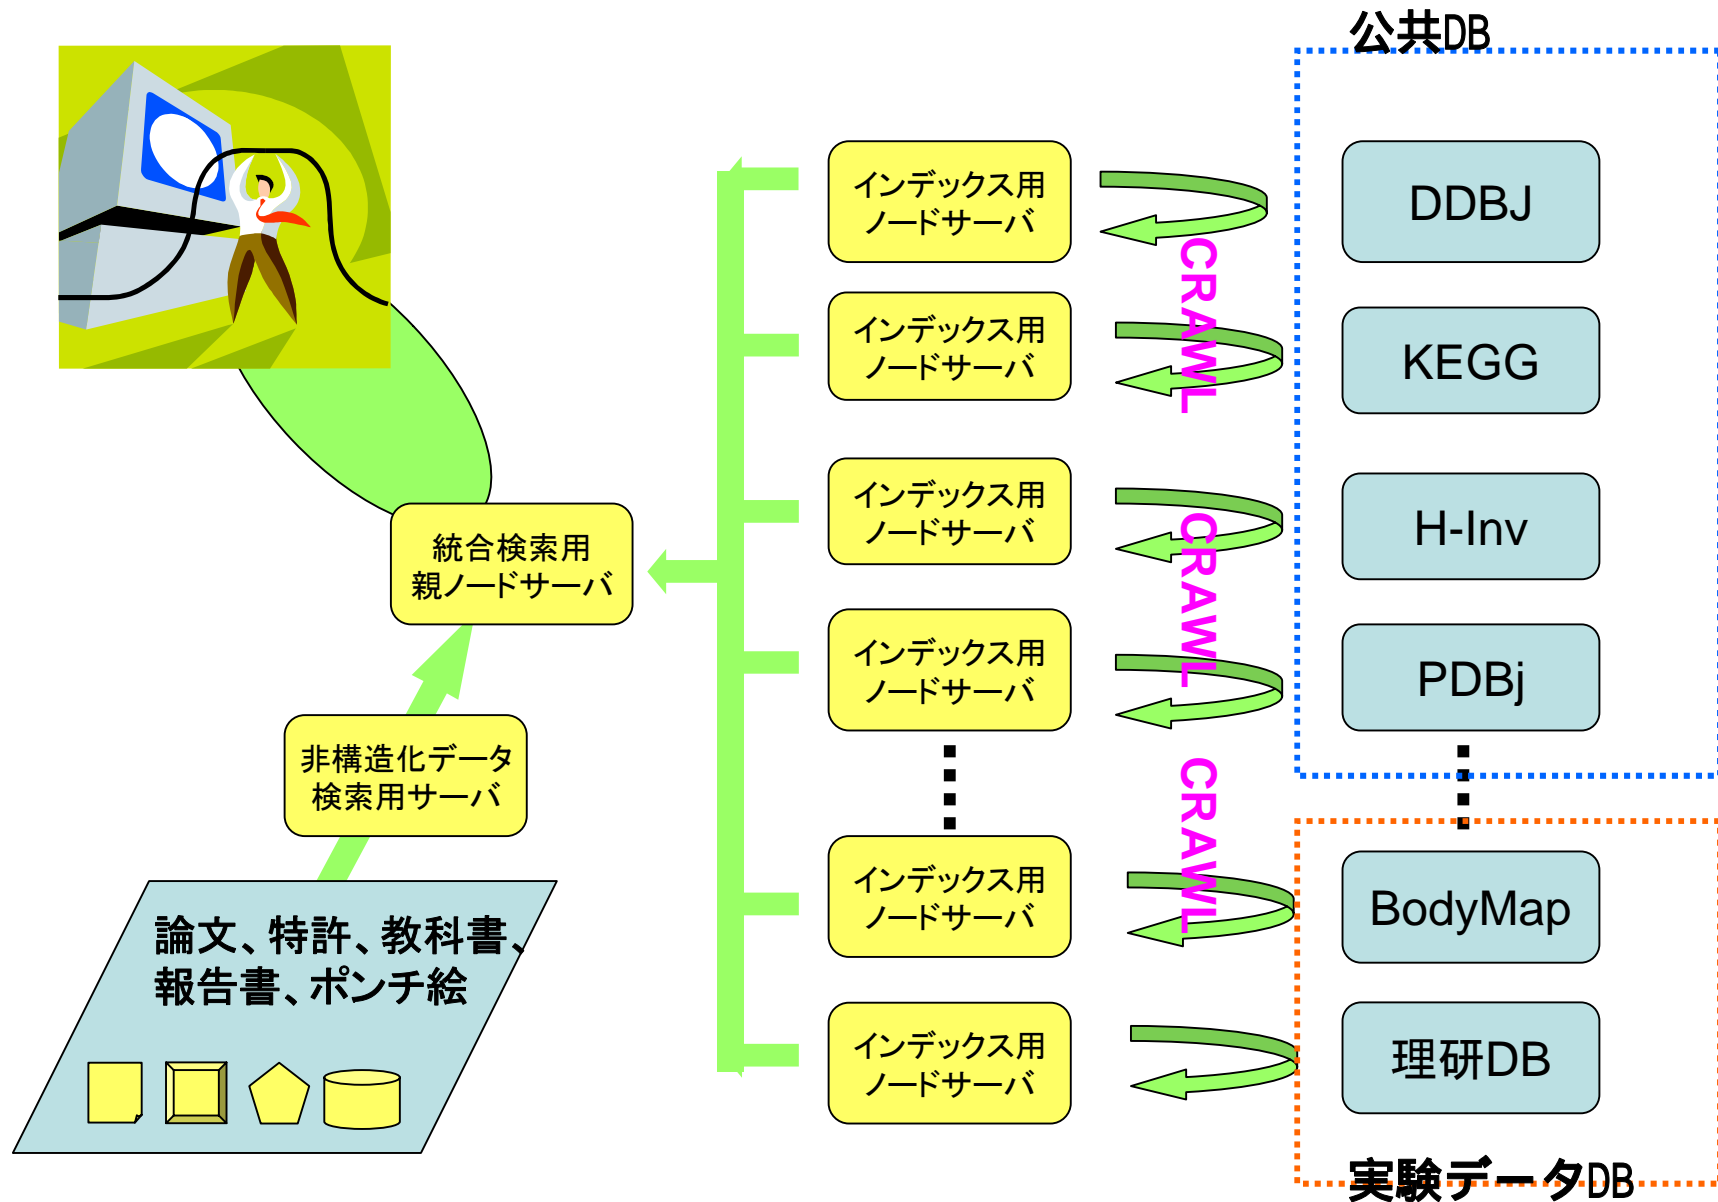 公共DB
インデックス用
ノードサーバ
DDBJ
CRAWL
インデックス用
ノードサーバ
KEGG
インデックス用
ノードサーバ
H-Inv
統合検索用
親ノードサーバ
CRAWL
インデックス用
ノードサーバ
PDBj
非構造化データ
検索用サーバ
CRAWL
インデックス用
ノードサーバ
BodyMap
論文、特許、教科書、
報告書、ポンチ絵
インデックス用
ノードサーバ
理研DB
実験データDB